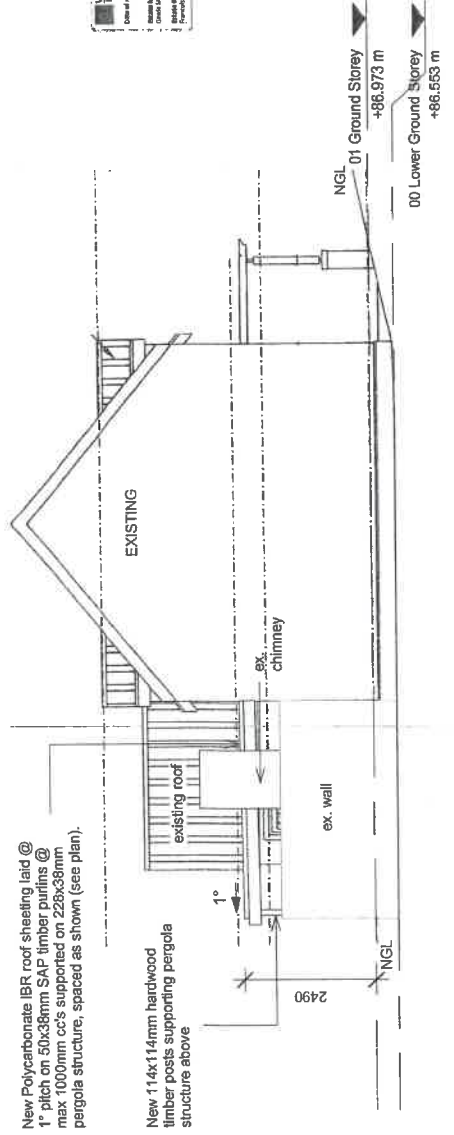 New Polycarbonate IBR roof sheeting laid @
1° pitch on 50x38mm SAP timber purlins @
max 1000mm cc's supported on 228x38mm
pergola structure, spaced as shown (see plan).
New 114x114mm hardwood
timber posts supporting pergola
structure above
1°
existing roof
EXISTING
ex.
chimney
ex. wall
2490
NGL
NGL
01 Ground Storey
+86.973 m
00 Lower Ground Storey
+86.553 m